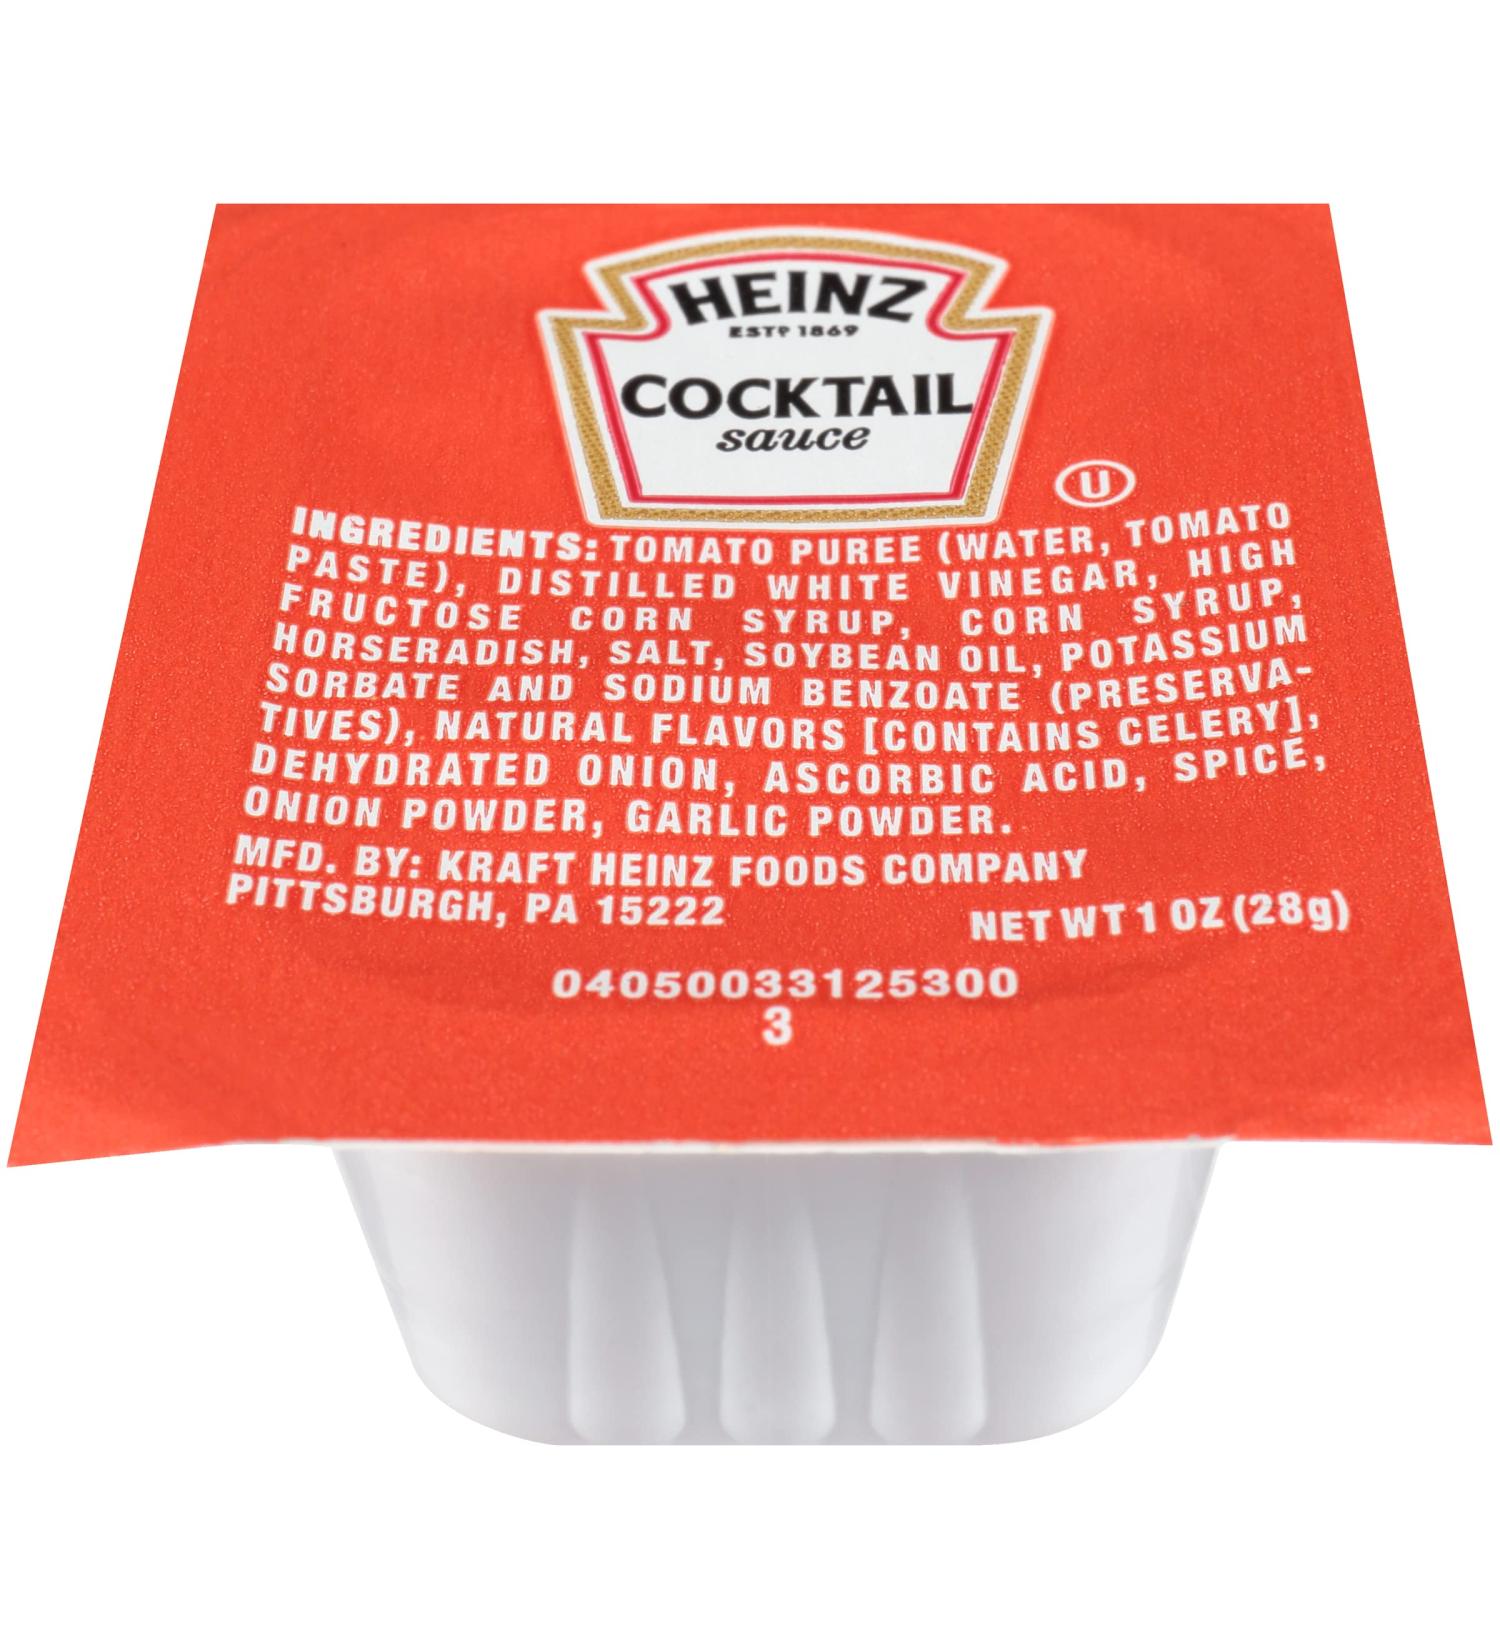 HEINZ
ESTD 1869
COCKTAIL
sauce
U
INGREDIENTS: TOMATO PUREE (WATER, TOMATO
PASTE), DISTILLED WHITE VINEGAR, HIGH
FRUCTOSE CORN SYRUP, CORN SYRUP,
HORSERADISH, SALT, SOYBEAN OIL, POTASSIUM
SORBATE AND SODIUM BENZOATE (PRESERVA-
TIVES), NATURAL FLAVORS [CONTAINS CELERY],
DEHYDRATED ONION, ASCORBIC ACID, SPICE,
ONION POWDER, GARLIC POWDER.
MFD. BY: KRAFT HEINZ FOODS COMPANY
PITTSBURGH, PA 15222
NET WT 1 OZ (28g)
04050033125300
3